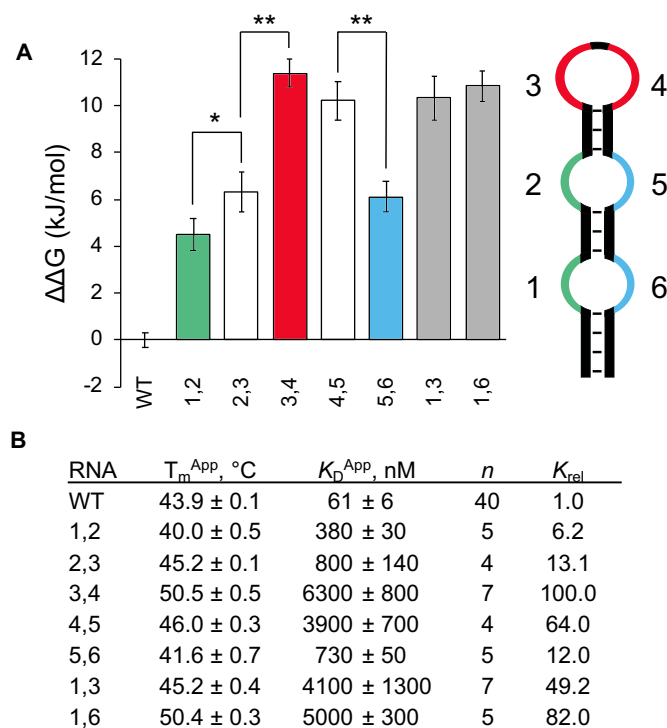 A
** **
*
ΔΔG (kJ/mol)
12
10
8
6
4
2
0
-2
WT 1,2 2,3 3,4 4,5 5,6 1,3 1,6
3 4
2 5
1 6
B
RNA Tₘᴬᵖᵖ, °C K_Dᴬᵖᵖ, nM n K_rel
WT 43.9 ± 0.1 61 ± 6 40 1.0
1,2 40.0 ± 0.5 380 ± 30 5 6.2
2,3 45.2 ± 0.1 800 ± 140 4 13.1
3,4 50.5 ± 0.5 6300 ± 800 7 100.0
4,5 46.0 ± 0.3 3900 ± 700 4 64.0
5,6 41.6 ± 0.7 730 ± 50 5 12.0
1,3 45.2 ± 0.4 4100 ± 1300 7 49.2
1,6 50.4 ± 0.3 5000 ± 300 5 82.0